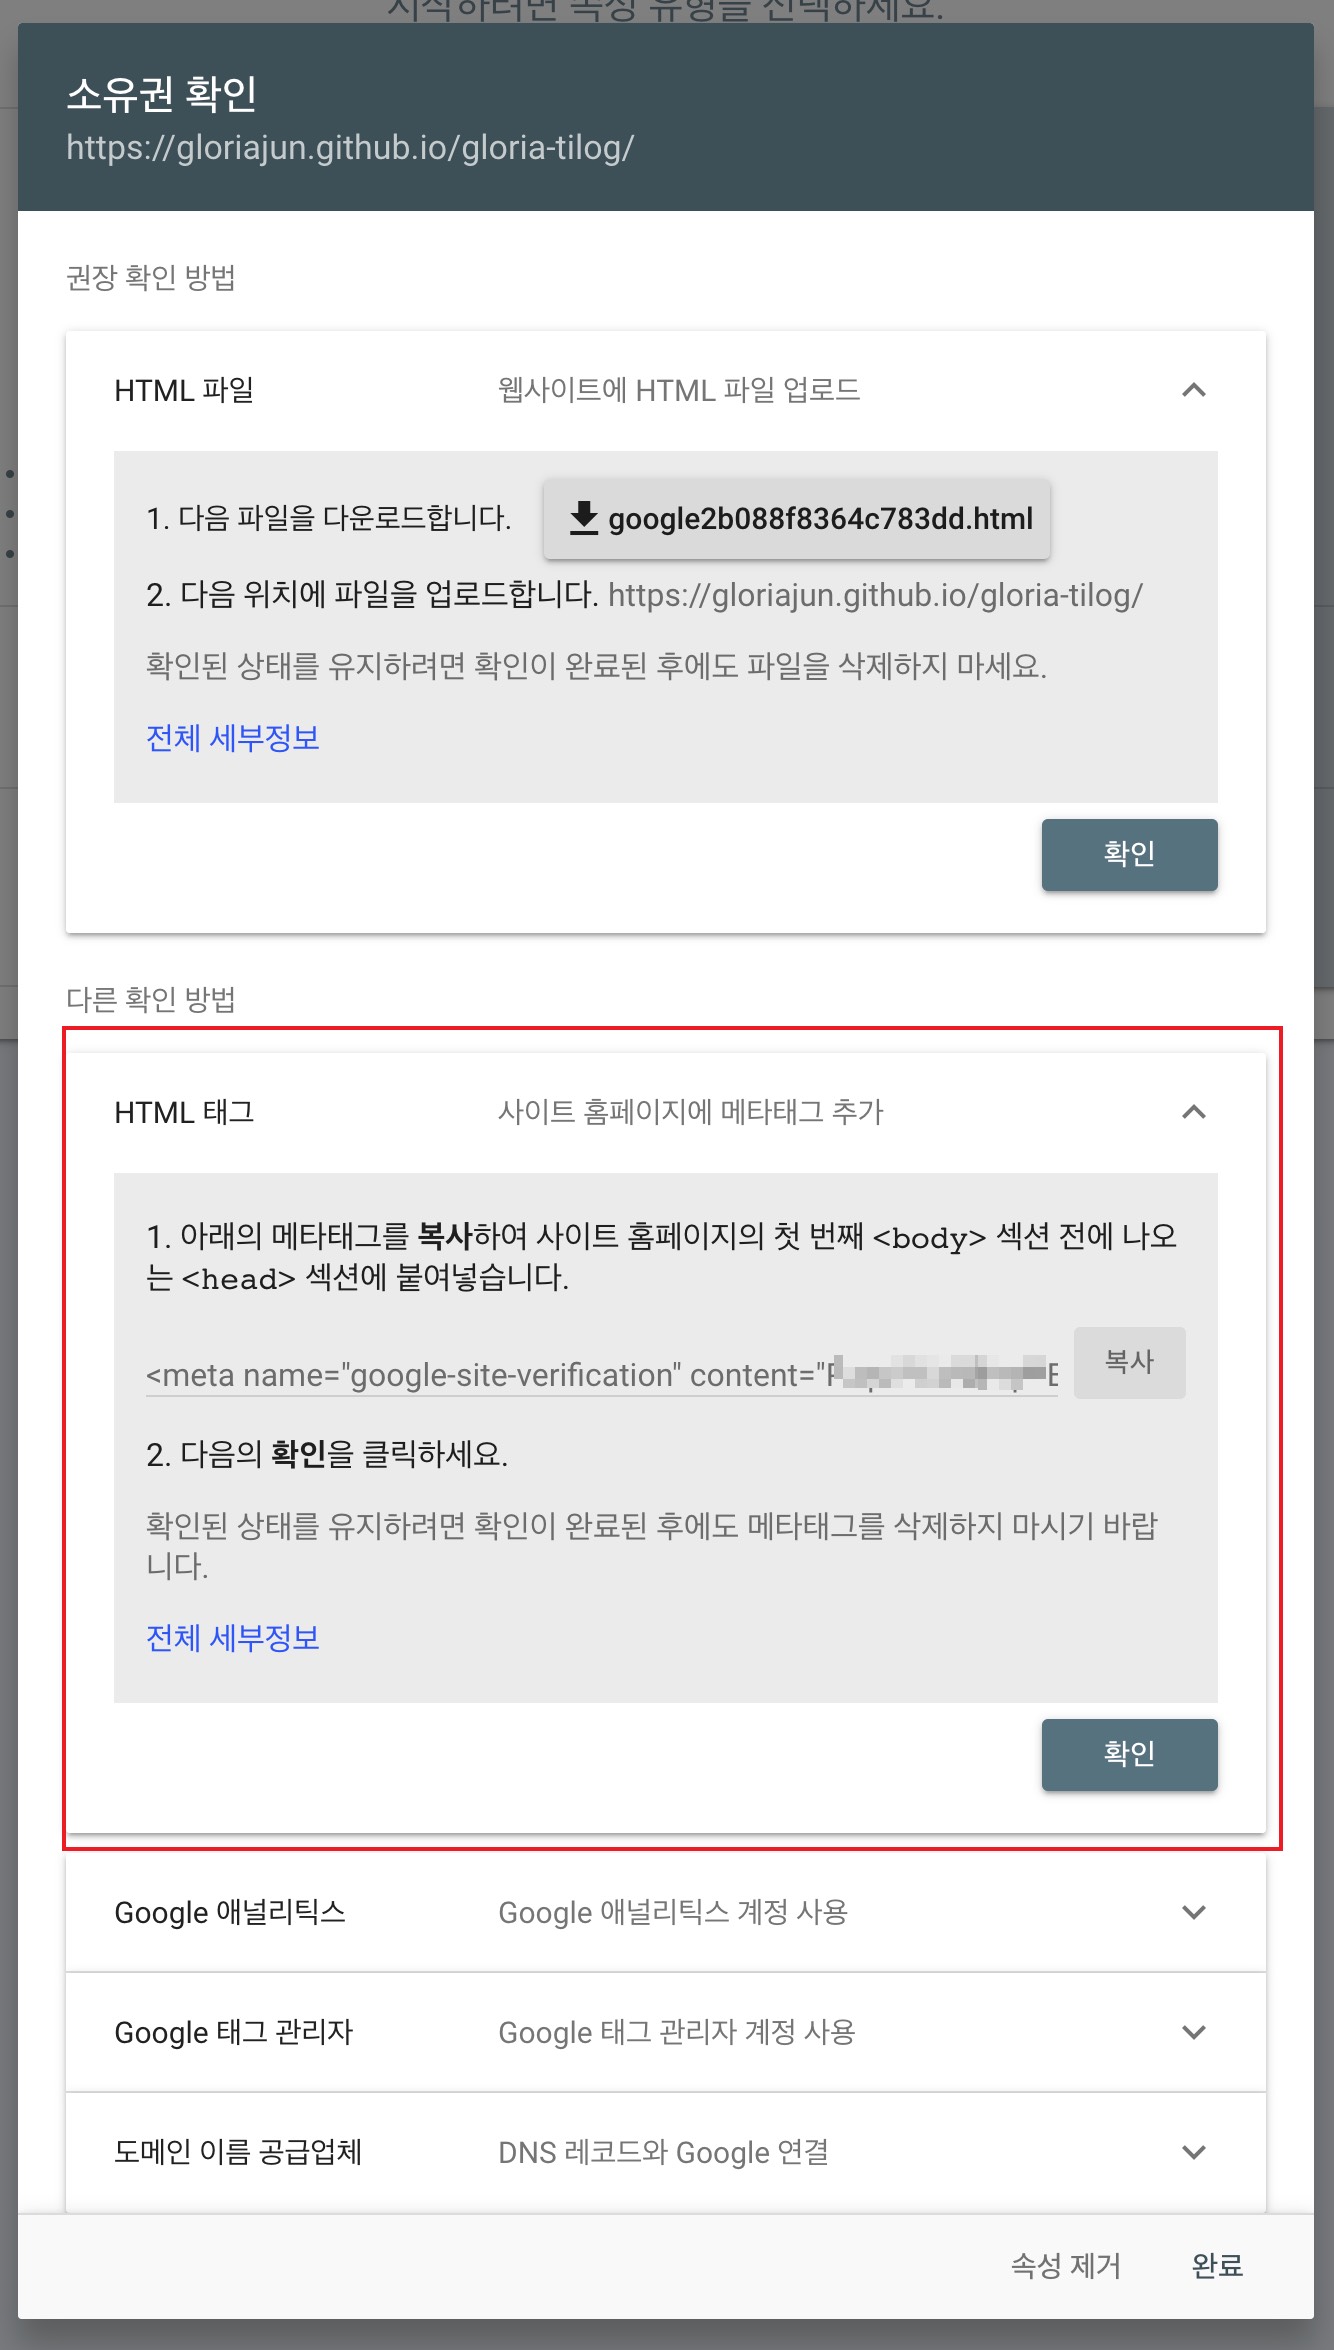 시작하려면 속성 유형을 선택하세요.
소유권 확인
https://gloriajun.github.io/gloria-tilog/
권장 확인 방법
HTML 파일 웹사이트에 HTML 파일 업로드
1. 다음 파일을 다운로드합니다. google2b088f8364c783dd.html
2. 다음 위치에 파일을 업로드합니다. https://gloriajun.github.io/gloria-tilog/
확인된 상태를 유지하려면 확인이 완료된 후에도 파일을 삭제하지 마세요.
전체 세부정보
확인
다른 확인 방법
HTML 태그 사이트 홈페이지에 메타태그 추가
1. 아래의 메타태그를 복사하여 사이트 홈페이지의 첫 번째 <body> 섹션 전에 나오
는 <head> 섹션에 붙여넣습니다.
<meta name="google-site-verification" content="
복사
2. 다음의 확인을 클릭하세요.
확인된 상태를 유지하려면 확인이 완료된 후에도 메타태그를 삭제하지 마시기 바랍
니다.
전체 세부정보
확인
Google 애널리틱스 Google 애널리틱스 계정 사용
Google 태그 관리자 Google 태그 관리자 계정 사용
도메인 이름 공급업체 DNS 레코드와 Google 연결
속성 제거 완료